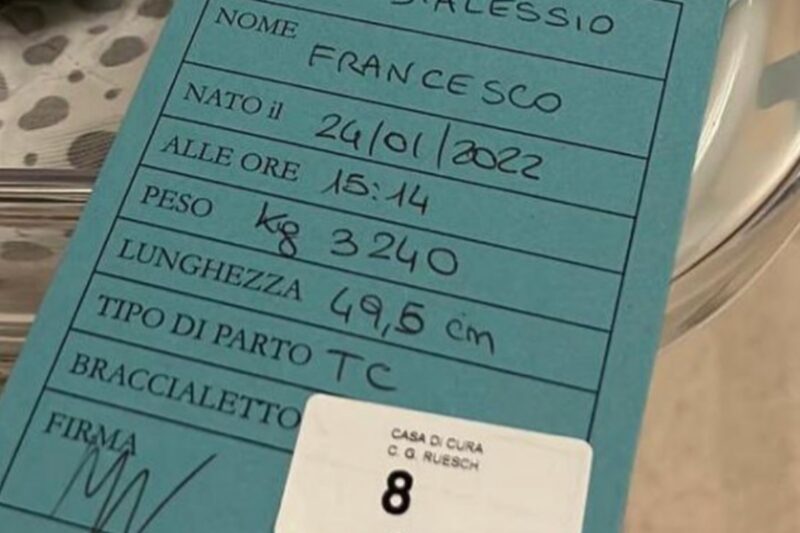 DIALESSIO
NOME FRANCESCO
NATO il 24/01/2022
ALLE ORE 15:14
PESO kg 3240
LUNGHEZZA 49,5 cm
TIPO DI PARTO TC
BRACCIALETTO
FIRMA
CASA DI CURA
C. G. RUESCH
8